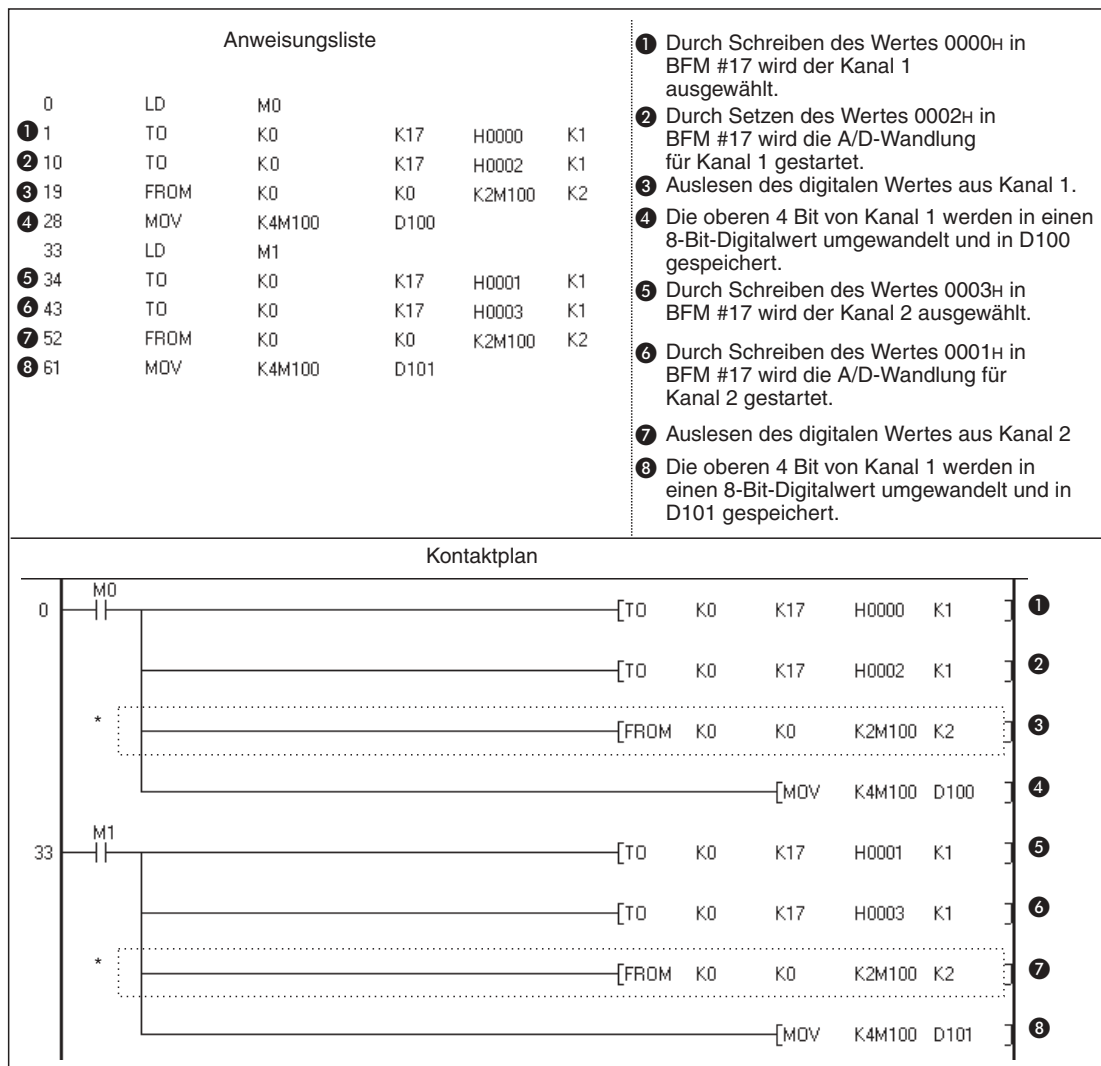 Anweisungsliste
0 LD M0
❶ 1 TO K0 K17 H0000 K1
❷ 10 TO K0 K17 H0002 K1
❸ 19 FROM K0 K0 K2M100 K2
❹ 28 MOV K4M100 D100
33 LD M1
❺ 34 TO K0 K17 H0001 K1
❻ 43 TO K0 K17 H0003 K1
❼ 52 FROM K0 K0 K2M100 K2
❽ 61 MOV K4M100 D101
❶ Durch Schreiben des Wertes 0000H in
BFM #17 wird der Kanal 1
ausgewählt.
❷ Durch Setzen des Wertes 0002H in
BFM #17 wird die A/D-Wandlung
für Kanal 1 gestartet.
❸ Auslesen des digitalen Wertes aus Kanal 1.
❹ Die oberen 4 Bit von Kanal 1 werden in einen
8-Bit-Digitalwert umgewandelt und in D100
gespeichert.
❺ Durch Schreiben des Wertes 0003H in
BFM #17 wird der Kanal 2 ausgewählt.
❻ Durch Schreiben des Wertes 0001H in
BFM #17 wird die A/D-Wandlung für
Kanal 2 gestartet.
❼ Auslesen des digitalen Wertes aus Kanal 2
❽ Die oberen 4 Bit von Kanal 1 werden in
einen 8-Bit-Digitalwert umgewandelt und in
D101 gespeichert.
Kontaktplan
M0
0 [TO K0 K17 H0000 K1 ] ❶
[TO K0 K17 H0002 K1 ] ❷
* [FROM K0 K0 K2M100 K2 ] ❸
[MOV K4M100 D100 ] ❹
M1
33 [TO K0 K17 H0001 K1 ] ❺
[TO K0 K17 H0003 K1 ] ❻
* [FROM K0 K0 K2M100 K2 ] ❼
[MOV K4M100 D101 ] ❽